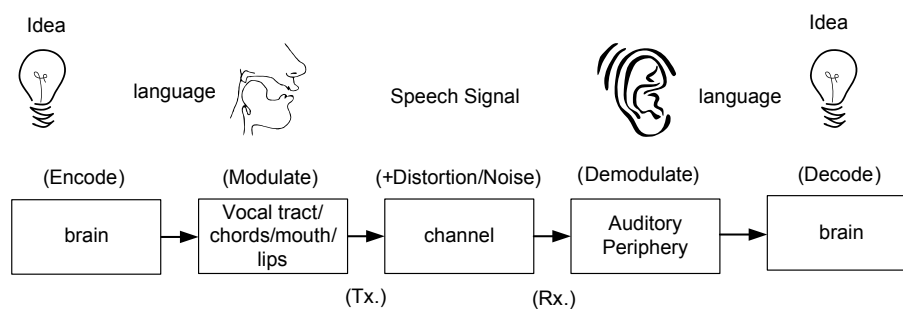 Idea
Idea
language
Speech Signal
language
(Encode)
(Modulate)
(+Distortion/Noise)
(Demodulate)
(Decode)
brain
Vocal tract/
chords/mouth/
lips
channel
Auditory
Periphery
brain
(Tx.)
(Rx.)